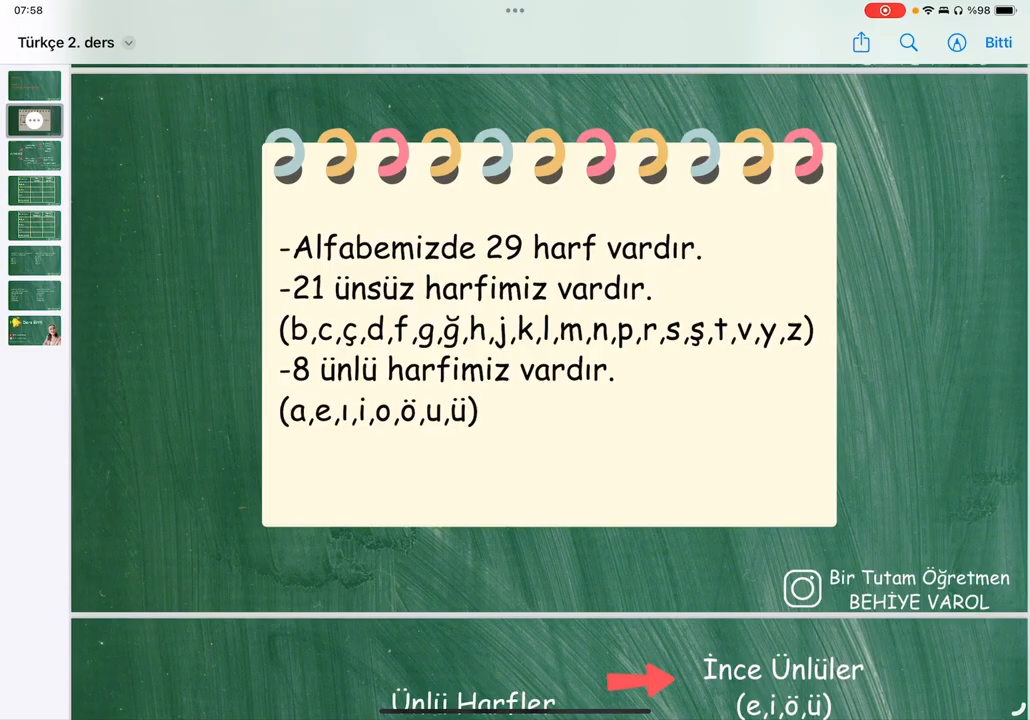 07:58
%98
Türkçe 2. ders
Bitti
-Alfabemizde 29 harf vardır.
-21 ünsüz harfimiz vardır.
(b,c,ç,d,f,g,ğ,h,j,k,l,m,n,p,r,s,ş,t,v,y,z)
-8 ünlü harfimiz vardır.
(a,e,ı,i,o,ö,u,ü)
Bir Tutam Öğretmen
BEHİYE VAROL
İnce Ünlüler
Ünlü Harfler
(e,i,ö,ü)